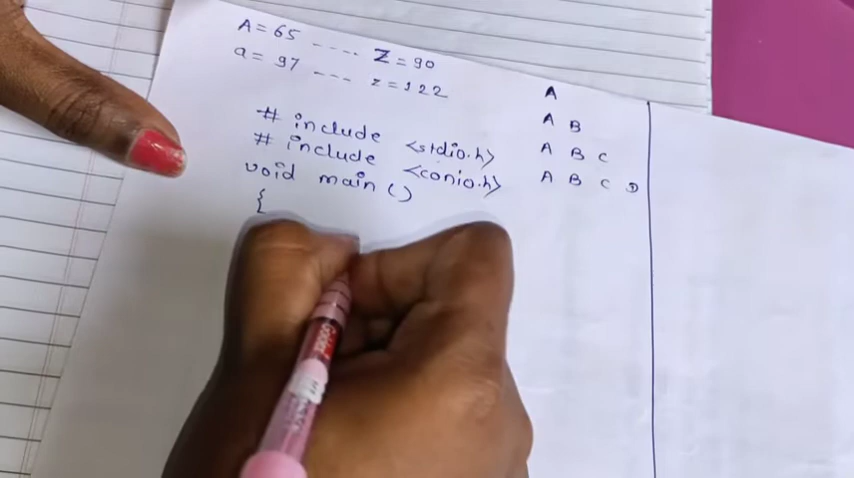 A = 65 ---- Z = 90
a = 97 --- z = 122
# include <stdio.h>
# include <conio.h>
void main ()
{
A
A B
A B C
A B C D